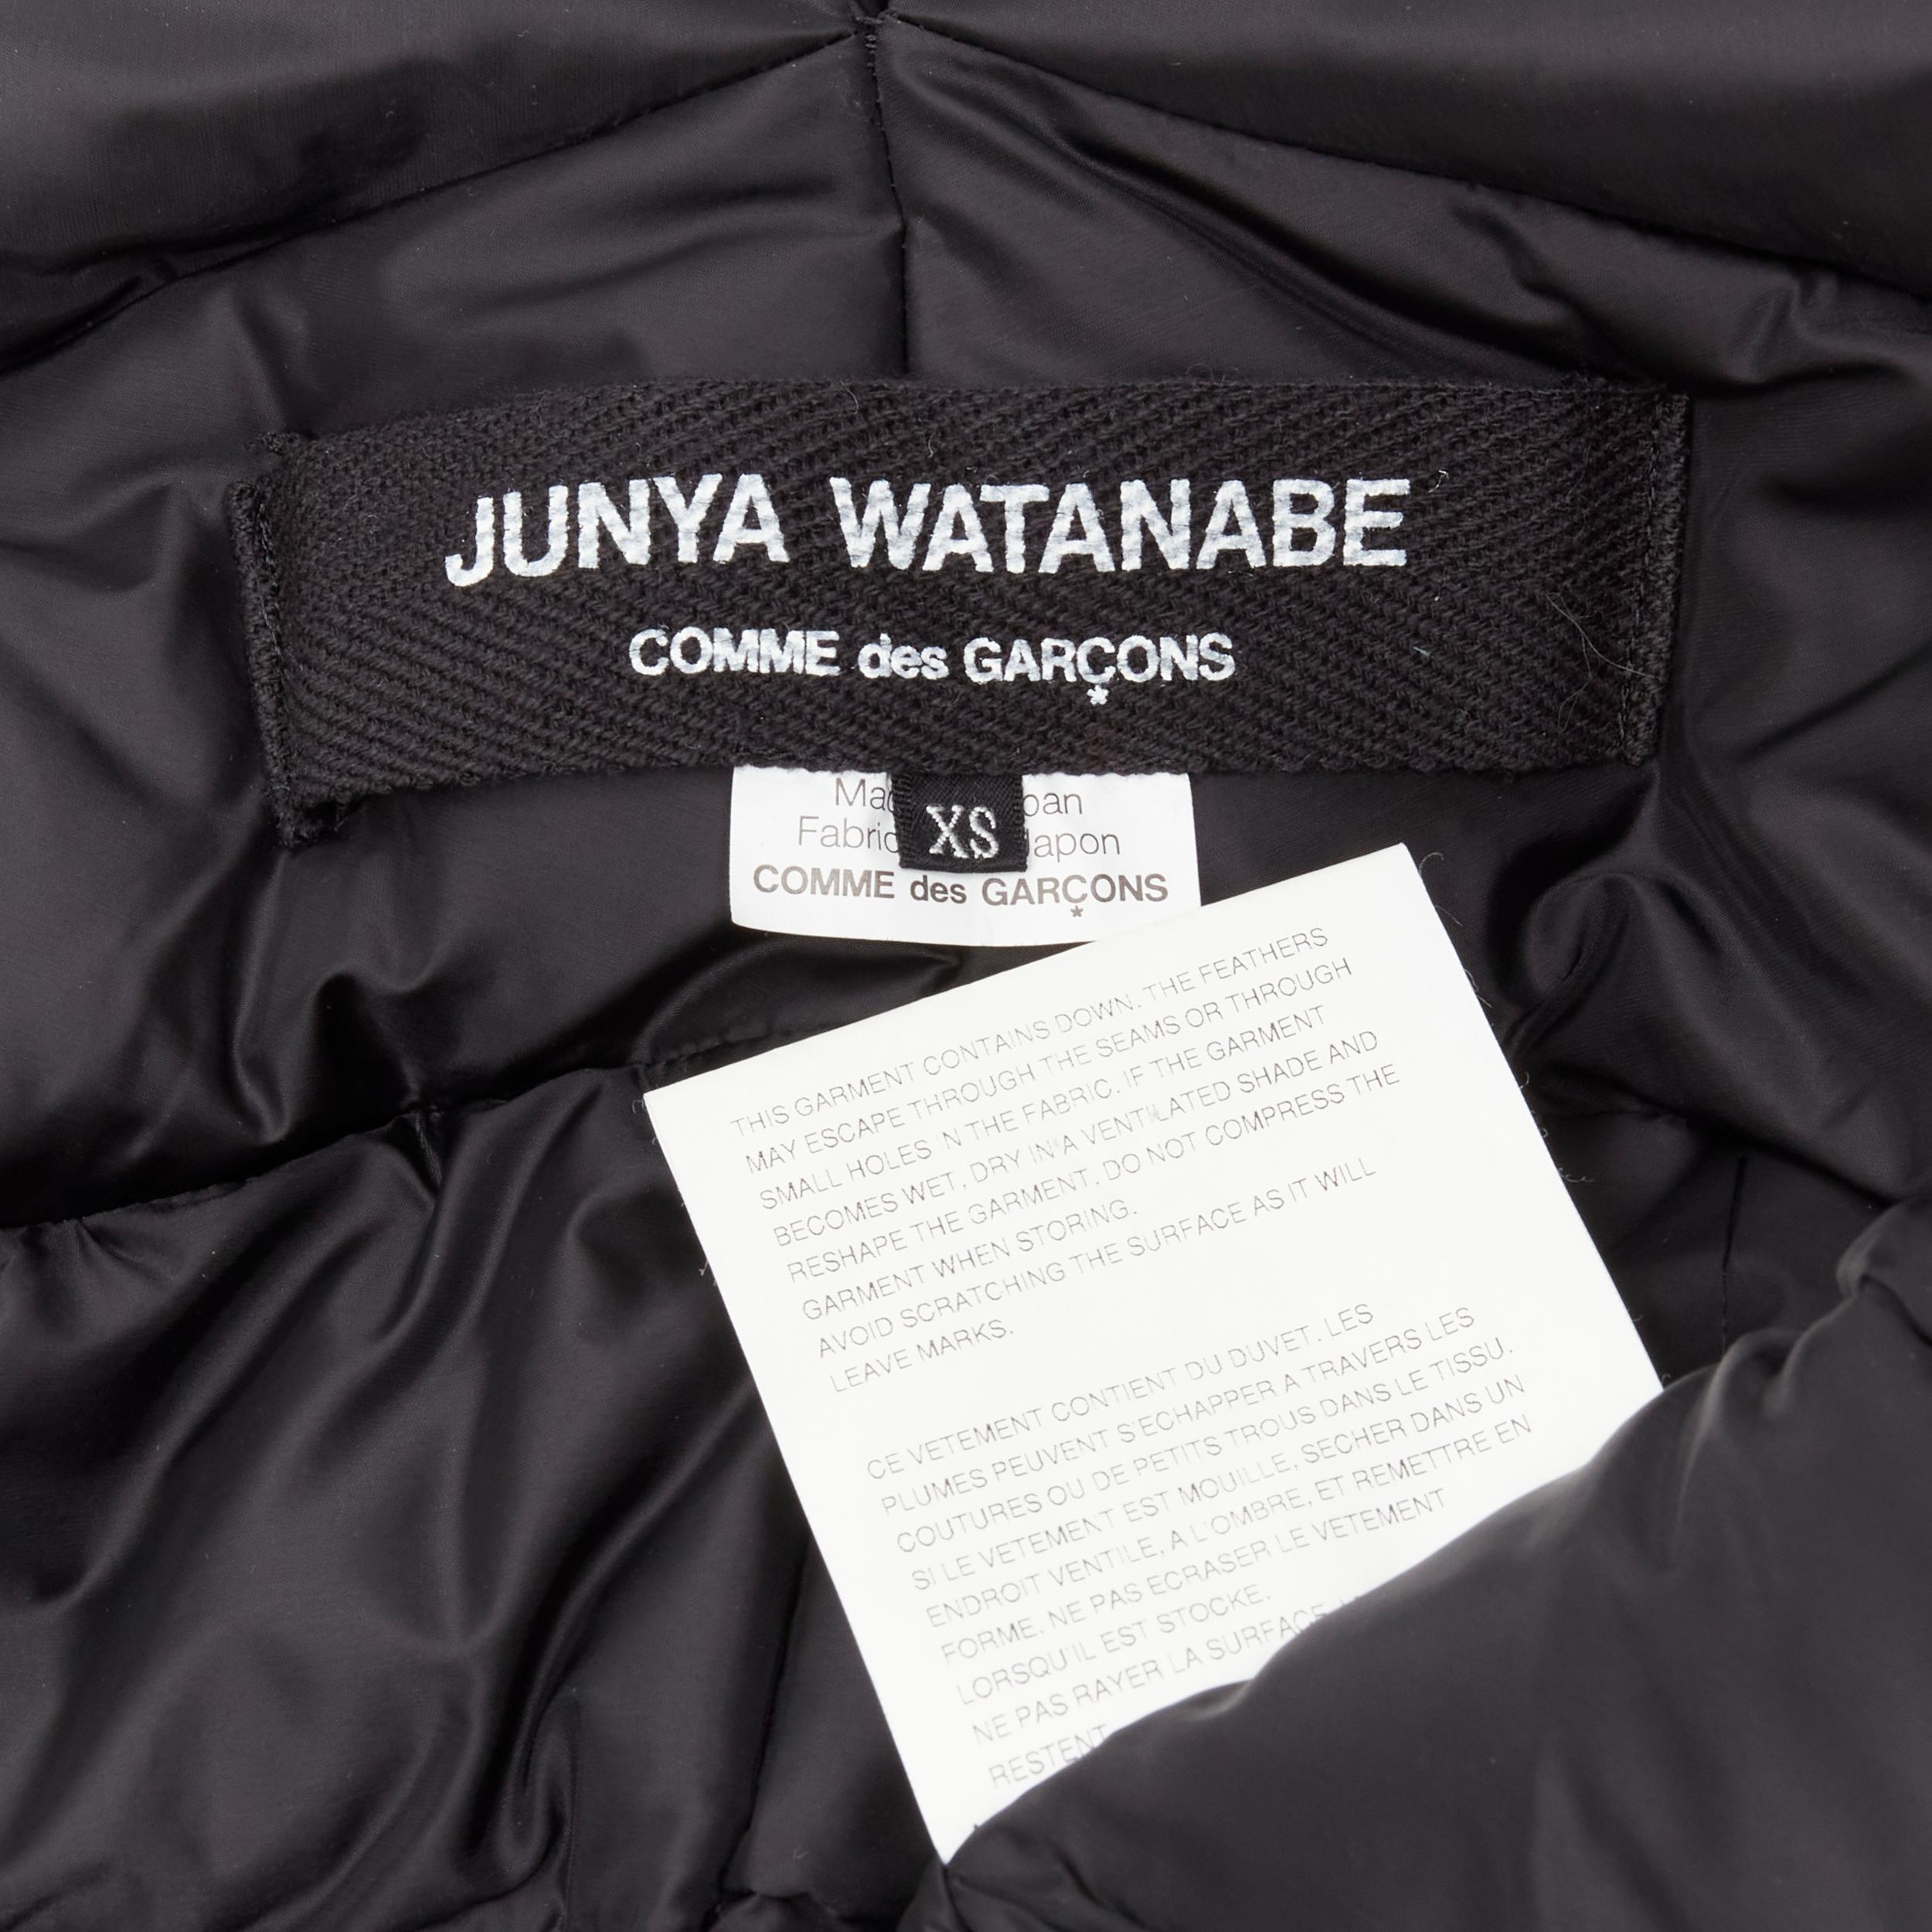 JUNYA WATANABE
COMME des GARÇONS
XS
COMME des GARÇONS
THIS GARMENT CONTAINS DOWN. THE FEATHERS
MAY ESCAPE THROUGH THE SEAMS OR THROUGH
SMALL HOLES IN THE FABRIC. IF THE GARMENT
BECOMES WET, DRY IN A VENTILATED SHADE AND
RESHAPE THE GARMENT. DO NOT COMPRESS THE
GARMENT WHEN STORING.
AVOID SCRATCHING THE SURFACE AS IT WILL
LEAVE MARKS.
CE VETEMENT CONTIENT DU DUVET. LES
PLUMES PEUVENT S'ECHAPPER A TRAVERS LES
COUTURES OU DE PETITS TROUS DANS LE TISSU.
SI LE VETEMENT EST MOUILLE, SECHER DANS UN
ENDROIT VENTILE, A L'OMBRE, ET REMETTRE EN
FORME. NE PAS ECRASER LE VETEMENT
LORSQU'IL EST STOCKE.
NE PAS RAYER LA SURFACE
RESTENT